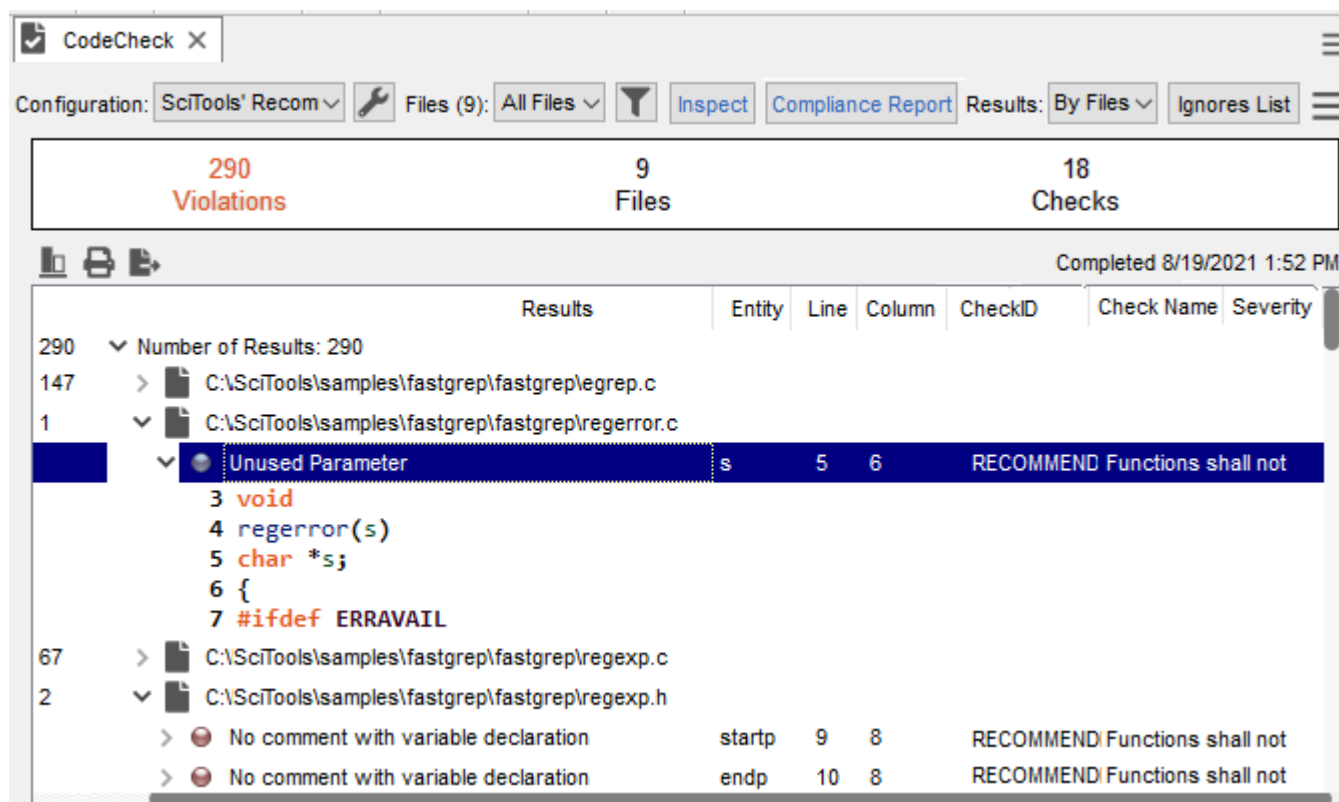 CodeCheck
Configuration: SciTools' Recom Files (9): All Files Inspect Compliance Report Results: By Files Ignores List
290 9 18
Violations Files Checks
Completed 8/19/2021 1:52 PM
Results Entity Line Column CheckID Check Name Severity
290 Number of Results: 290
147 C:\SciTools\samples\fastgrep\fastgrep\egrep.c
1 C:\SciTools\samples\fastgrep\fastgrep\regerror.c
Unused Parameter s 5 6 RECOMMEND Functions shall not
3 void
4 regerror(s)
5 char *s;
6 {
7 #ifdef ERRAVAIL
67 C:\SciTools\samples\fastgrep\fastgrep\regexp.c
2 C:\SciTools\samples\fastgrep\fastgrep\regexp.h
No comment with variable declaration startp 9 8 RECOMMEND Functions shall not
No comment with variable declaration endp 10 8 RECOMMEND Functions shall not